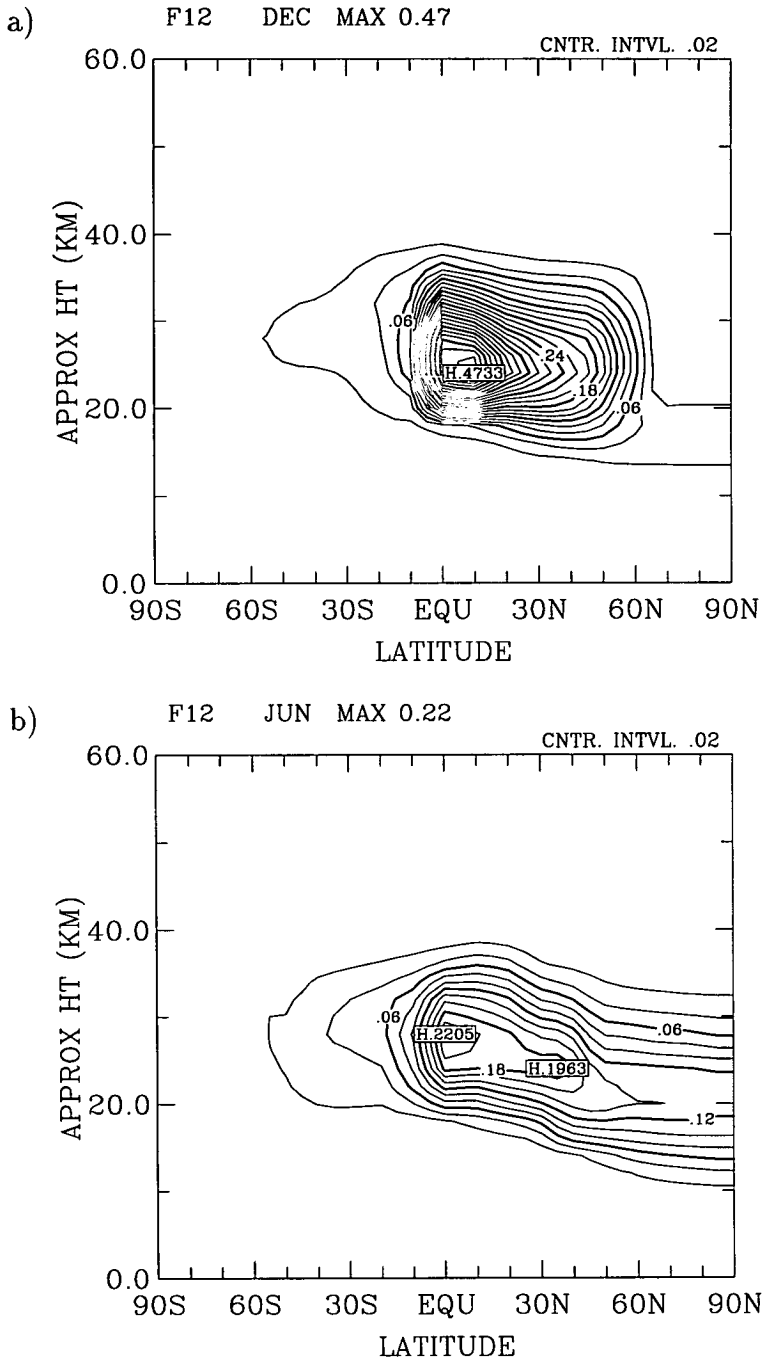 a)
F12 DEC MAX 0.47
CNTR. INTVL. .02
60.0
40.0
20.0
0.0
APPROX HT (KM)
.06
.24
H.4733
.18
.06
90S 60S 30S EQU 30N 60N 90N
LATITUDE
b)
F12 JUN MAX 0.22
CNTR. INTVL. .02
60.0
40.0
20.0
0.0
APPROX HT (KM)
.06
.06
H.2205
.18
H.1963
.12
90S 60S 30S EQU 30N 60N 90N
LATITUDE